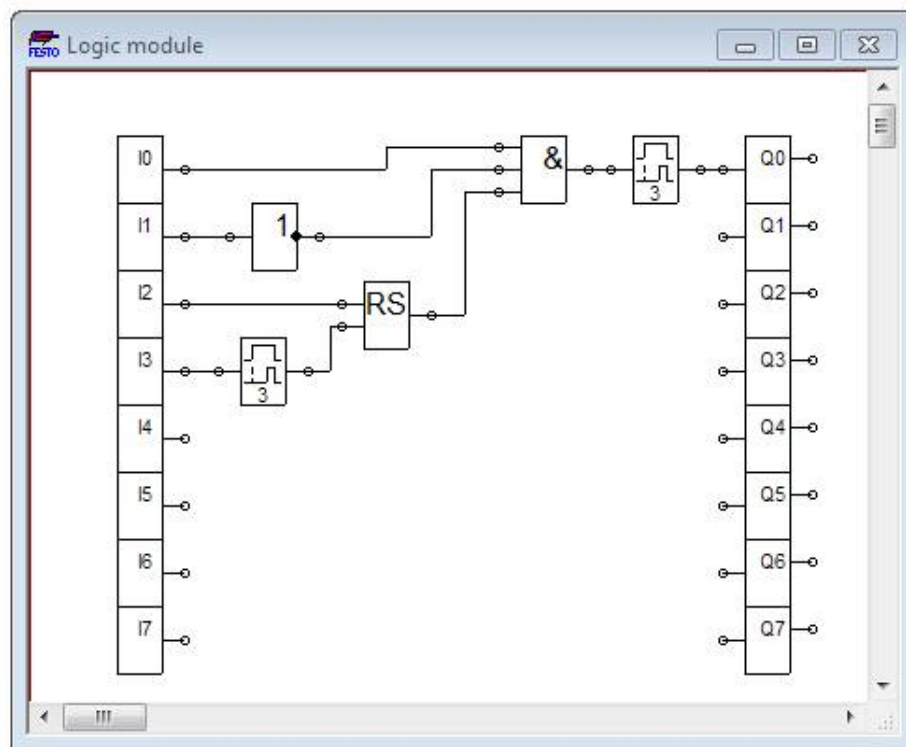 FESTO Logic module
I0 & Q0
3
I1 1 Q1
I2 RS Q2
I3 Q3
3
I4 Q4
I5 Q5
I6 Q6
I7 Q7